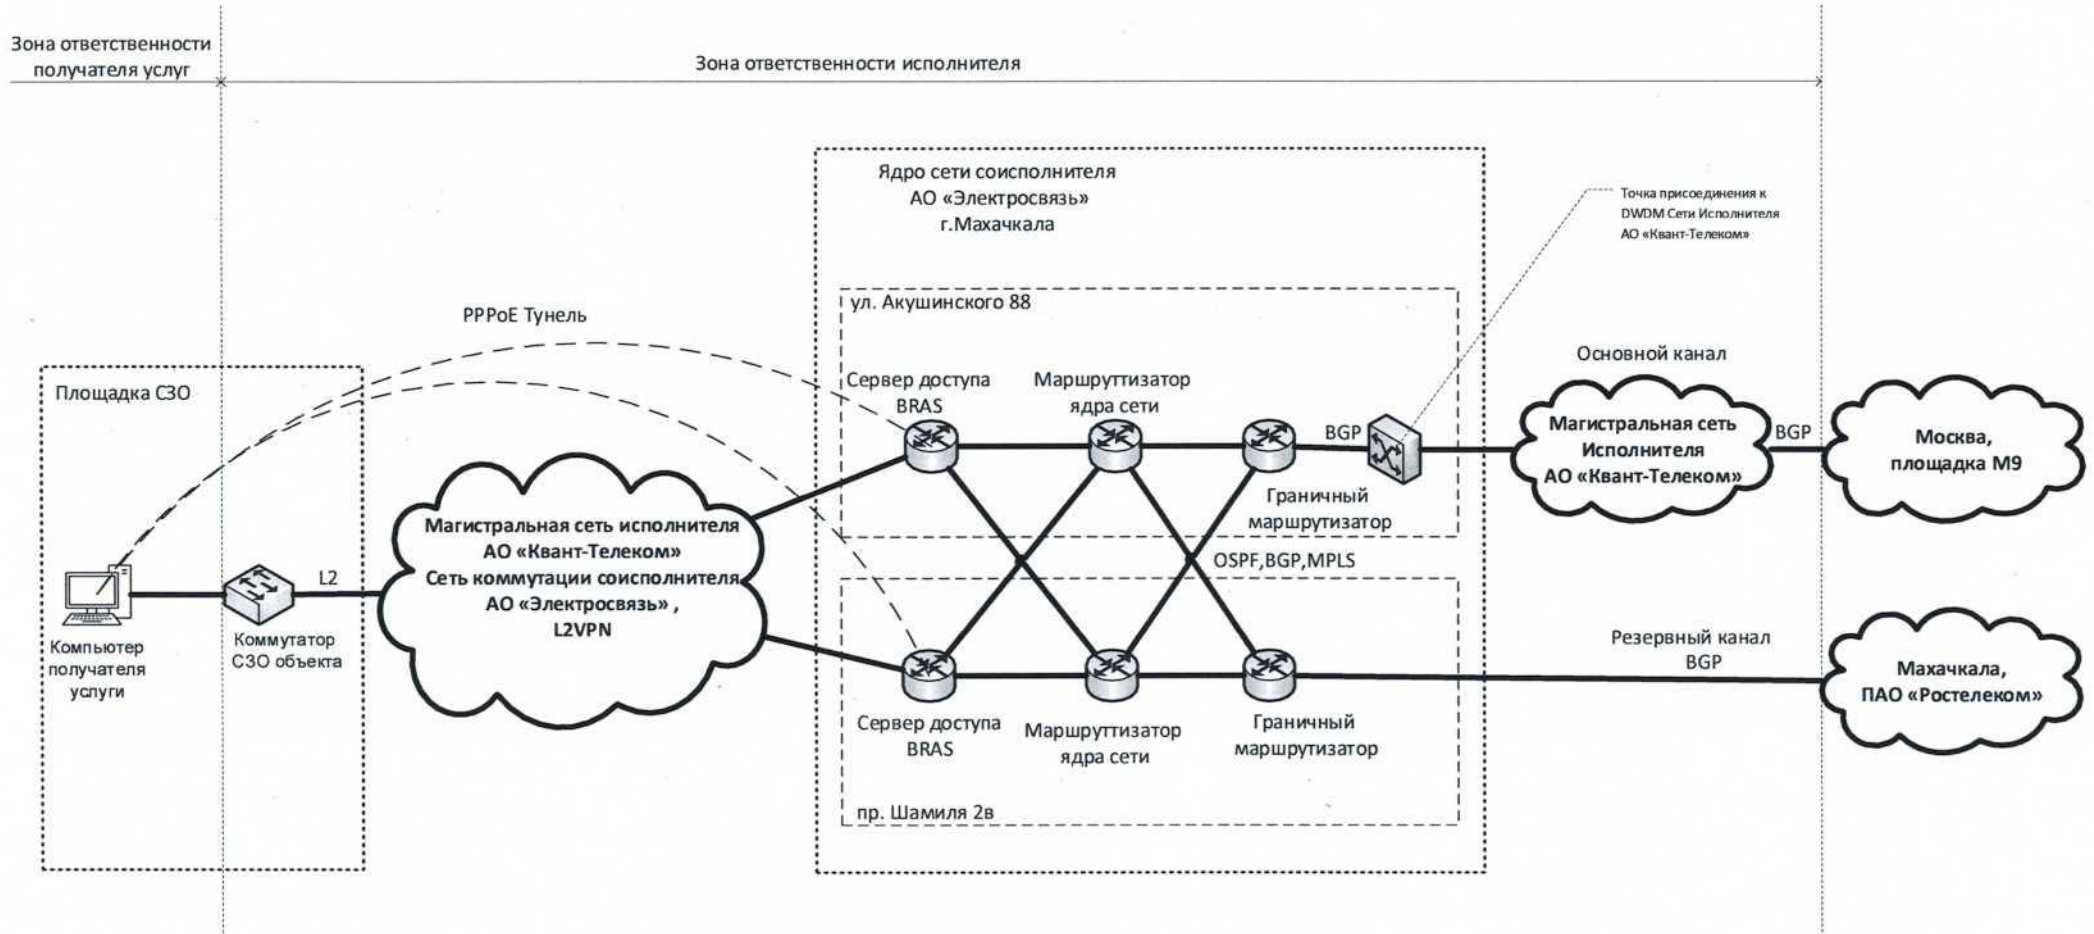 Зона ответственности
получателя услуг
Зона ответственности исполнителя
Ядро сети соисполнителя
АО «Электросвязь»
г.Махачкала
Точка присоединения к
DWDM Сети Исполнителя
АО «Квант-Телеком»
ул. Акушинского 88
PPPoE Тунель
Основной канал
Площадка СЗО
Сервер доступа
BRAS
Маршруттизатор
ядра сети
BGP
Магистральная сеть
Исполнителя
АО «Квант-Телеком»
BGP
Москва,
площадка М9
Граничный
маршрутизатор
Магистральная сеть исполнителя
АО «Квант-Телеком»
Сеть коммутации соисполнителя
АО «Электросвязь» ,
L2VPN
OSPF,BGP,MPLS
L2
Компьютер
получателя
услуги
Коммутатор
СЗО объекта
Резервный канал
BGP
Махачкала,
ПАО «Ростелеком»
Сервер доступа
BRAS
Маршруттизатор
ядра сети
Граничный
маршрутизатор
пр. Шамиля 2в